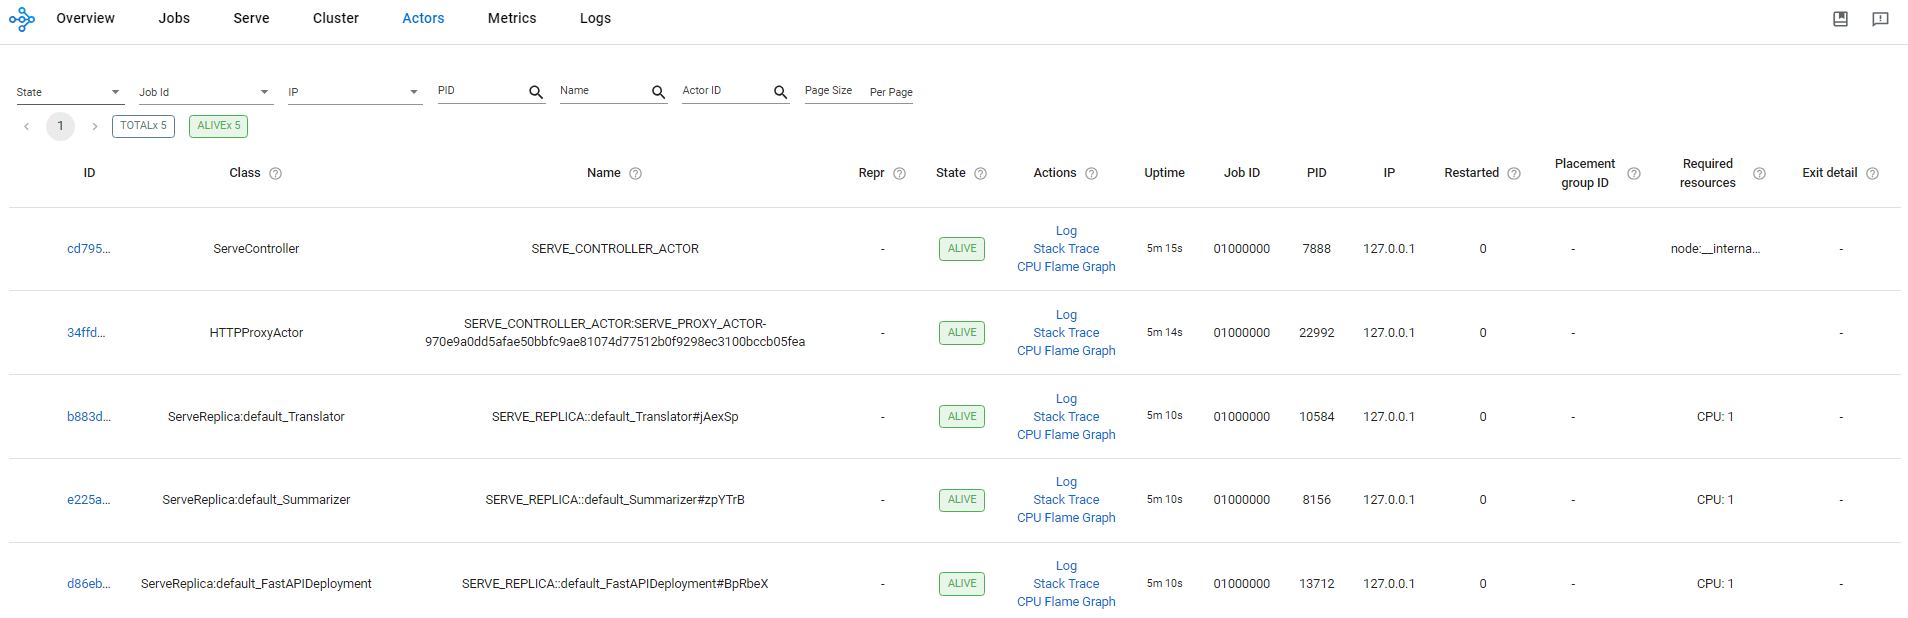 Overview Jobs Serve Cluster Actors Metrics Logs
State Job Id IP PID Name Actor ID Page Size Per Page
1 TOTALx 5 ALIVEx 5
ID Class Name Repr State Actions Uptime Job ID PID IP Restarted Placement group ID Required resources Exit detail
cd795... ServeController SERVE_CONTROLLER_ACTOR - ALIVE Log 5m 15s 01000000 7888 127.0.0.1 0 - node:__interna... -
Stack Trace
CPU Flame Graph
34ffd... HTTPProxyActor SERVE_CONTROLLER_ACTOR:SERVE_PROXY_ACTOR-
970e9a0dd5afae50bbfc9ae81074d77512b0f9298ec3100bccb05fea - ALIVE Log 5m 14s 01000000 22992 127.0.0.1 0 - -
Stack Trace
CPU Flame Graph
b883d... ServeReplica:default_Translator SERVE_REPLICA::default_Translator#jAexSp - ALIVE Log 5m 10s 01000000 10584 127.0.0.1 0 - CPU: 1 -
Stack Trace
CPU Flame Graph
e225a... ServeReplica:default_Summarizer SERVE_REPLICA::default_Summarizer#zpYTrB - ALIVE Log 5m 10s 01000000 8156 127.0.0.1 0 - CPU: 1 -
Stack Trace
CPU Flame Graph
d86eb... ServeReplica:default_FastAPIDeployment SERVE_REPLICA::default_FastAPIDeployment#BpRbeX - ALIVE Log 5m 10s 01000000 13712 127.0.0.1 0 - CPU: 1 -
Stack Trace
CPU Flame Graph